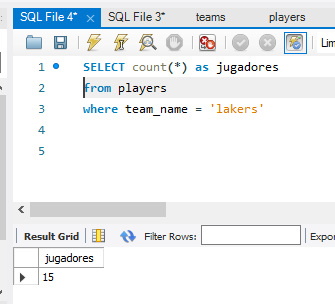 SQL File 4* SQL File 3* teams players
Lim
1 SELECT count(*) as jugadores
2 from players
3 where team_name = 'lakers'
4
5
Result Grid Filter Rows: Expor
jugadores
15